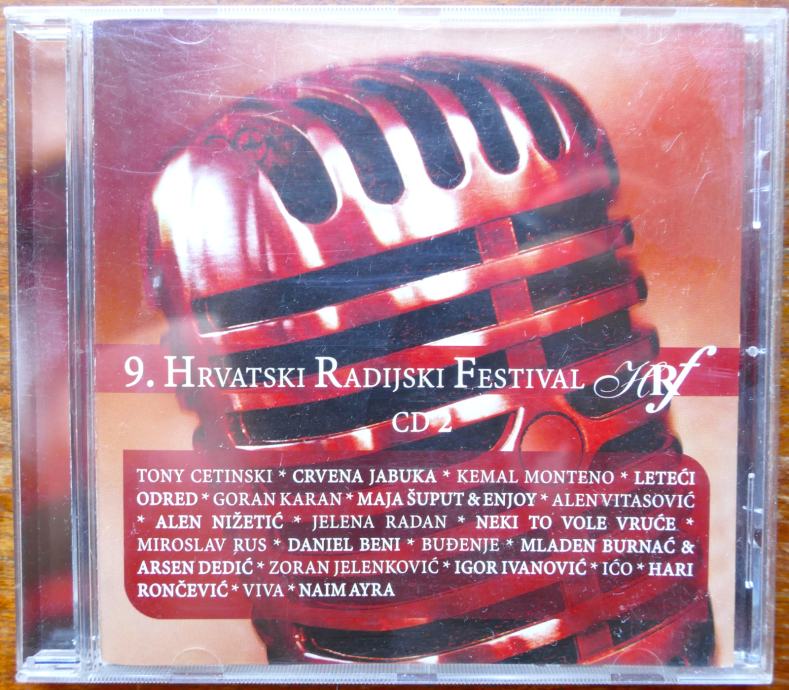 9. HRVATSKI RADIJSKI FESTIVAL HRf
CD 2
TONY CETINSKI * CRVENA JABUKA * KEMAL MONTENO * LETEĆI
ODRED * GORAN KARAN * MAJA ŠUPUT & ENJOY * ALEN VITASOVIĆ
* ALEN NIŽETIĆ * JELENA RADAN * NEKI TO VOLE VRUĆE *
MIROSLAV RUS * DANIEL BENI * BUĐENJE * MLADEN BURNAĆ &
ARSEN DEDIĆ * ZORAN JELENKOVIĆ * IGOR IVANOVIĆ * IĆO * HARI
RONČEVIĆ * VIVA * NAIM AYRA